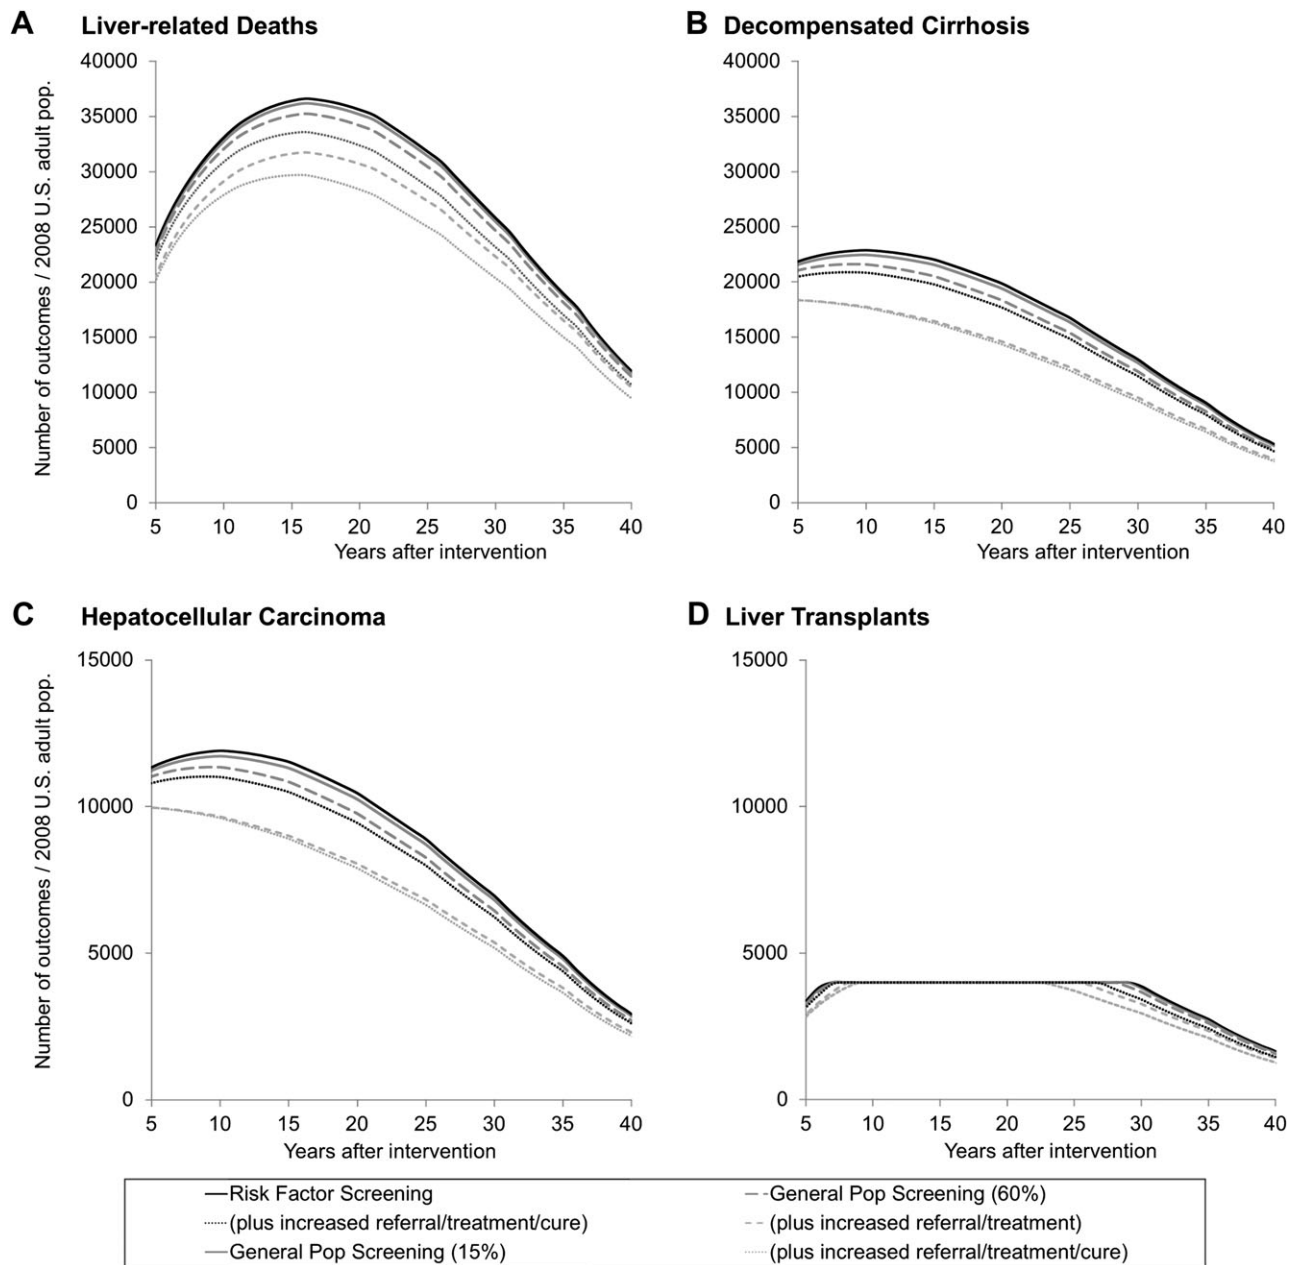 A Liver-related Deaths
Number of outcomes / 2008 U.S. adult pop.
40000
35000
30000
25000
20000
15000
10000
5000
0
5 10 15 20 25 30 35 40
Years after intervention
B Decompensated Cirrhosis
40000
35000
30000
25000
20000
15000
10000
5000
0
5 10 15 20 25 30 35 40
Years after intervention
C Hepatocellular Carcinoma
Number of outcomes / 2008 U.S. adult pop.
15000
10000
5000
0
5 10 15 20 25 30 35 40
Years after intervention
D Liver Transplants
15000
10000
5000
0
5 10 15 20 25 30 35 40
Years after intervention
Risk Factor Screening
(plus increased referral/treatment/cure)
General Pop Screening (15%)
General Pop Screening (60%)
(plus increased referral/treatment)
(plus increased referral/treatment/cure)